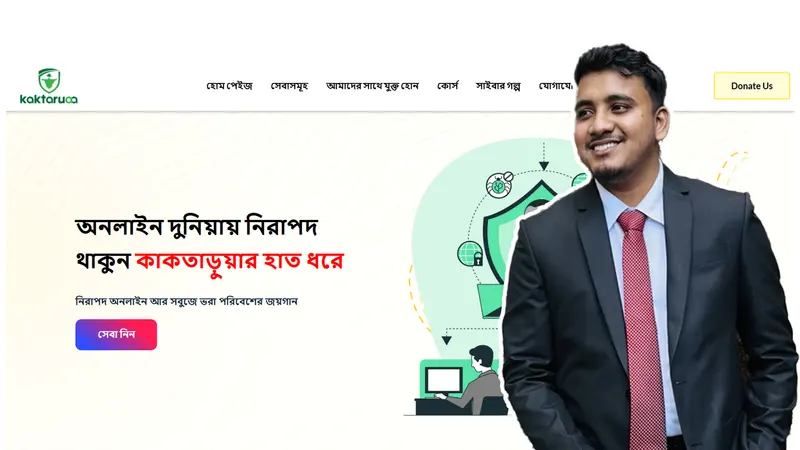 kaktarua
হোম পেইজ সেবাসমূহ আমাদের সাথে যুক্ত হোন কোর্স সাইবার গল্প
Donate Us
অনলাইন দুনিয়ায় নিরাপদ
থাকুন কাকতাড়ুয়ার হাত ধরে
নিরাপদ অনলাইন আর সবুজে ভরা পরিবেশের জয়গান
সেবা নিন